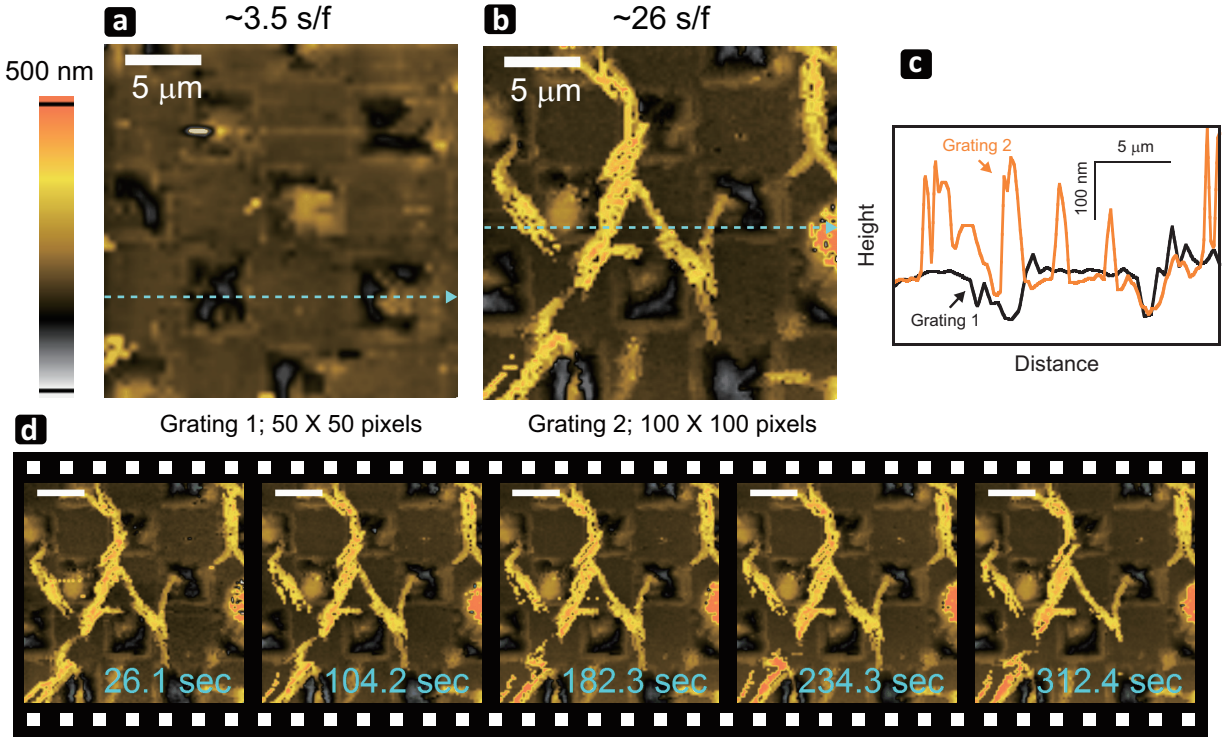 a
~3.5 s/f
b
~26 s/f
c
500 nm
5 μm
5 μm
Grating 2
5 μm
100 nm
Height
Grating 1
Distance
Grating 1; 50 X 50 pixels
Grating 2; 100 X 100 pixels
d
26.1 sec
104.2 sec
182.3 sec
234.3 sec
312.4 sec